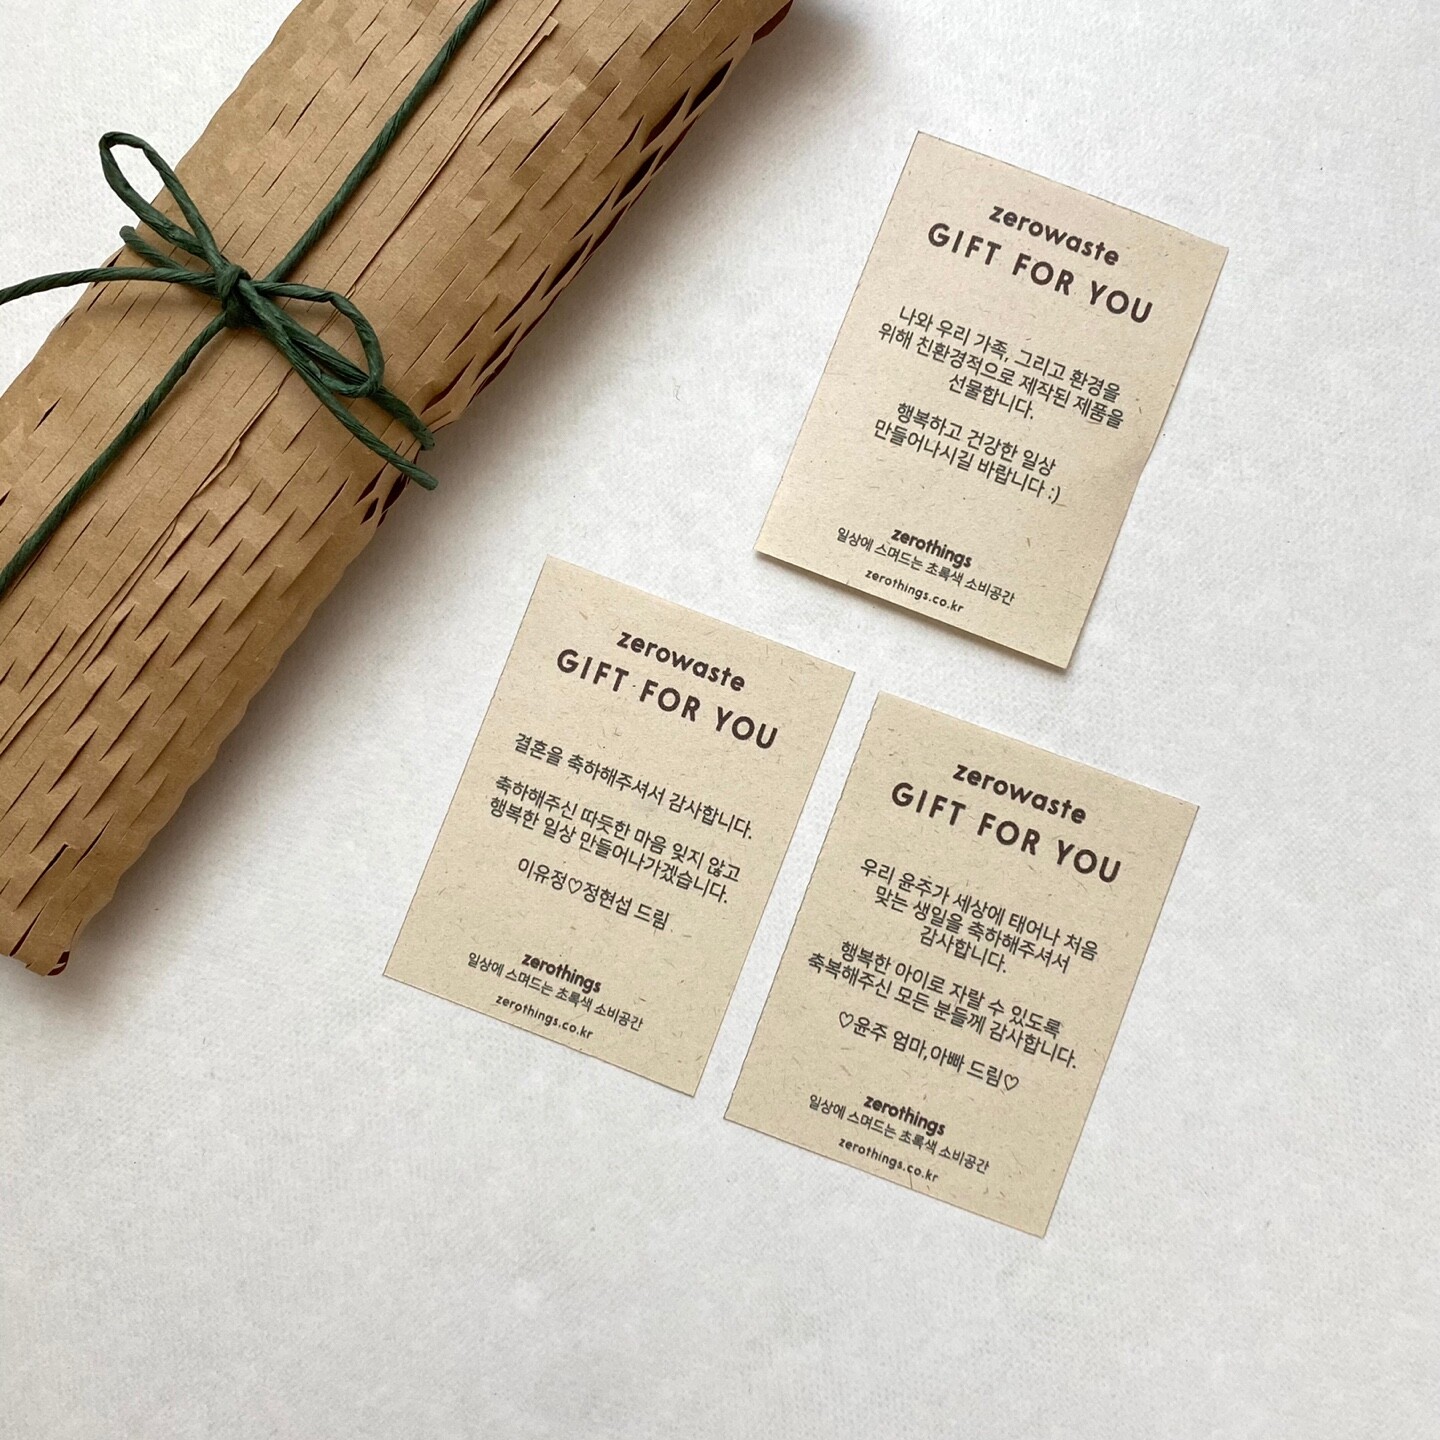 zerowaste
GIFT FOR YOU
나와 우리 가족, 그리고 환경을
위해 친환경적으로 제작된 제품을
선물합니다.
행복하고 건강한 일상
만들어나시길 바랍니다 :)
zerothings
일상에 스며드는 초록색 소비공간
zerothings.co.kr
zerowaste
GIFT FOR YOU
결혼을 축하해주셔서 감사합니다.
축하해주신 따듯한 마음 잊지 않고
행복한 일상 만들어나가겠습니다.
이유정♡정현섭 드림
zerothings
일상에 스며드는 초록색 소비공간
zerothings.co.kr
zerowaste
GIFT FOR YOU
우리 윤주가 세상에 태어나 처음
맞는 생일을 축하해주셔서
감사합니다.
행복한 아이로 자랄 수 있도록
축복해주신 모든 분들께 감사합니다.
♡윤주 엄마,아빠 드림♡
zerothings
일상에 스며드는 초록색 소비공간
zerothings.co.kr